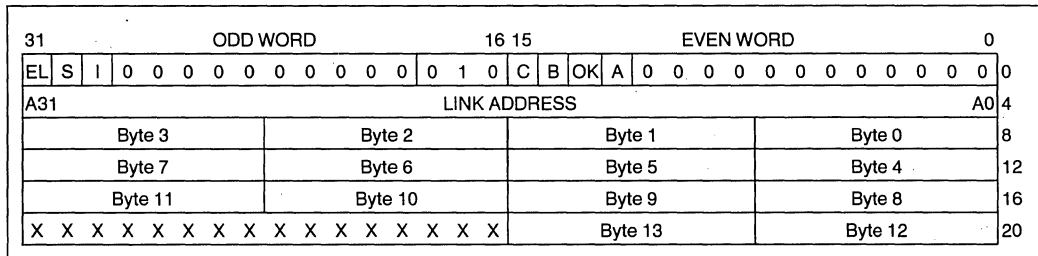 31 ODD WORD 16 15 EVEN WORD 0
EL S I 0 0 0 0 0 0 0 0 0 0 0 1 0 C B OK A 0 0 0 0 0 0 0 0 0 0 0 0 0
A31 LINK ADDRESS A0 4
Byte 3 Byte 2 Byte 1 Byte 0 8
Byte 7 Byte 6 Byte 5 Byte 4 12
Byte 11 Byte 10 Byte 9 Byte 8 16
X X X X X X X X X X X X X X X X Byte 13 Byte 12 20